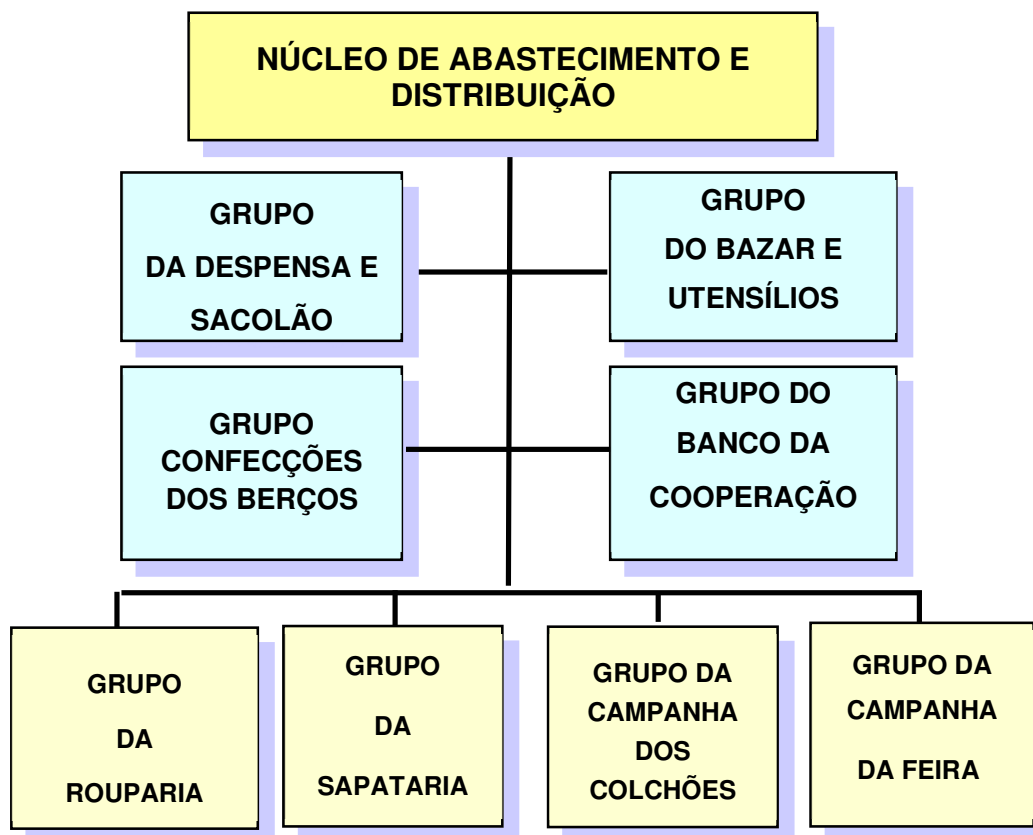 NÚCLEO DE ABASTECIMENTO E
DISTRIBUIÇÃO
GRUPO
DA DESPENSA E
SACOLÃO
GRUPO
DO BAZAR E
UTENSÍLIOS
GRUPO
CONFECÇÕES
DOS BERÇOS
GRUPO DO
BANCO DA
COOPERAÇÃO
GRUPO
DA
ROUPARIA
GRUPO
DA
SAPATARIA
GRUPO DA
CAMPANHA
DOS
COLCHÕES
GRUPO DA
CAMPANHA
DA FEIRA